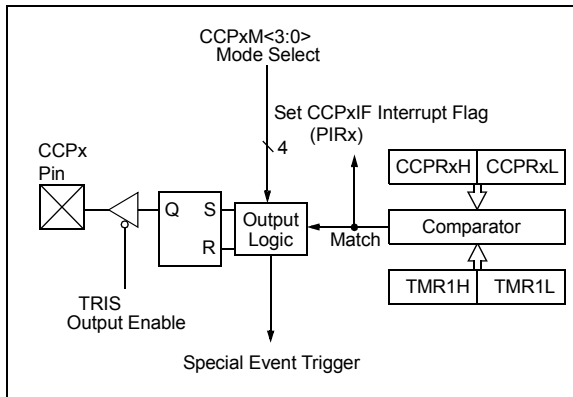 CCPxM<3:0>
Mode Select
Set CCPxIF Interrupt Flag
(PIRx)
4
CCPx
Pin
CCPRxH CCPRxL
Q S
R
Output
Logic
Match
Comparator
TRIS
Output Enable
TMR1H TMR1L
Special Event Trigger